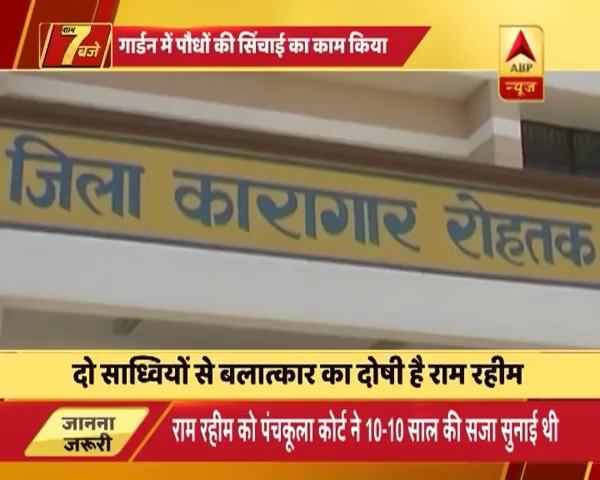 शाम
7 बजे
गार्डन में पौधों की सिंचाई का काम किया
ABP
न्यूज़
जिला कारागार रोहतक
दो साध्वियों से बलात्कार का दोषी है राम रहीम
जानना
जरूरी
राम रहीम को पंचकूला कोर्ट ने 10-10 साल की सजा सुनाई थी